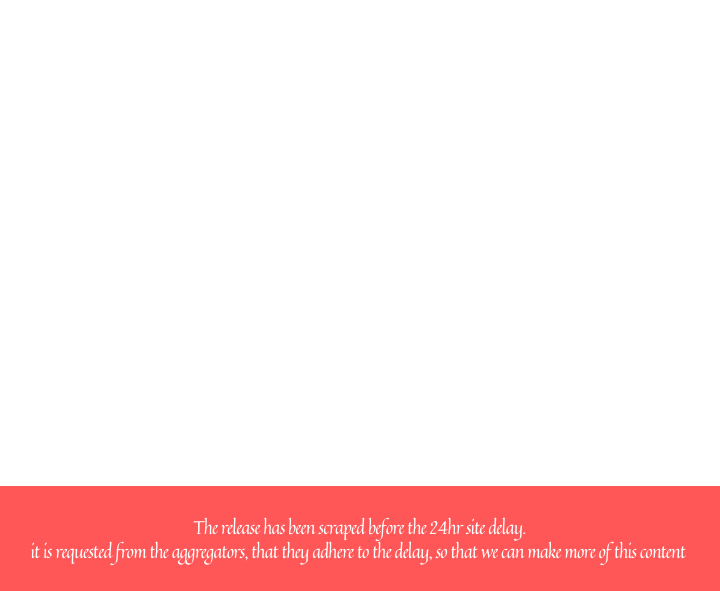 The release has been scraped before the 24hr site delay.
it is requested from the aggregators, that they adhere to the delay, so that we can make more of this content